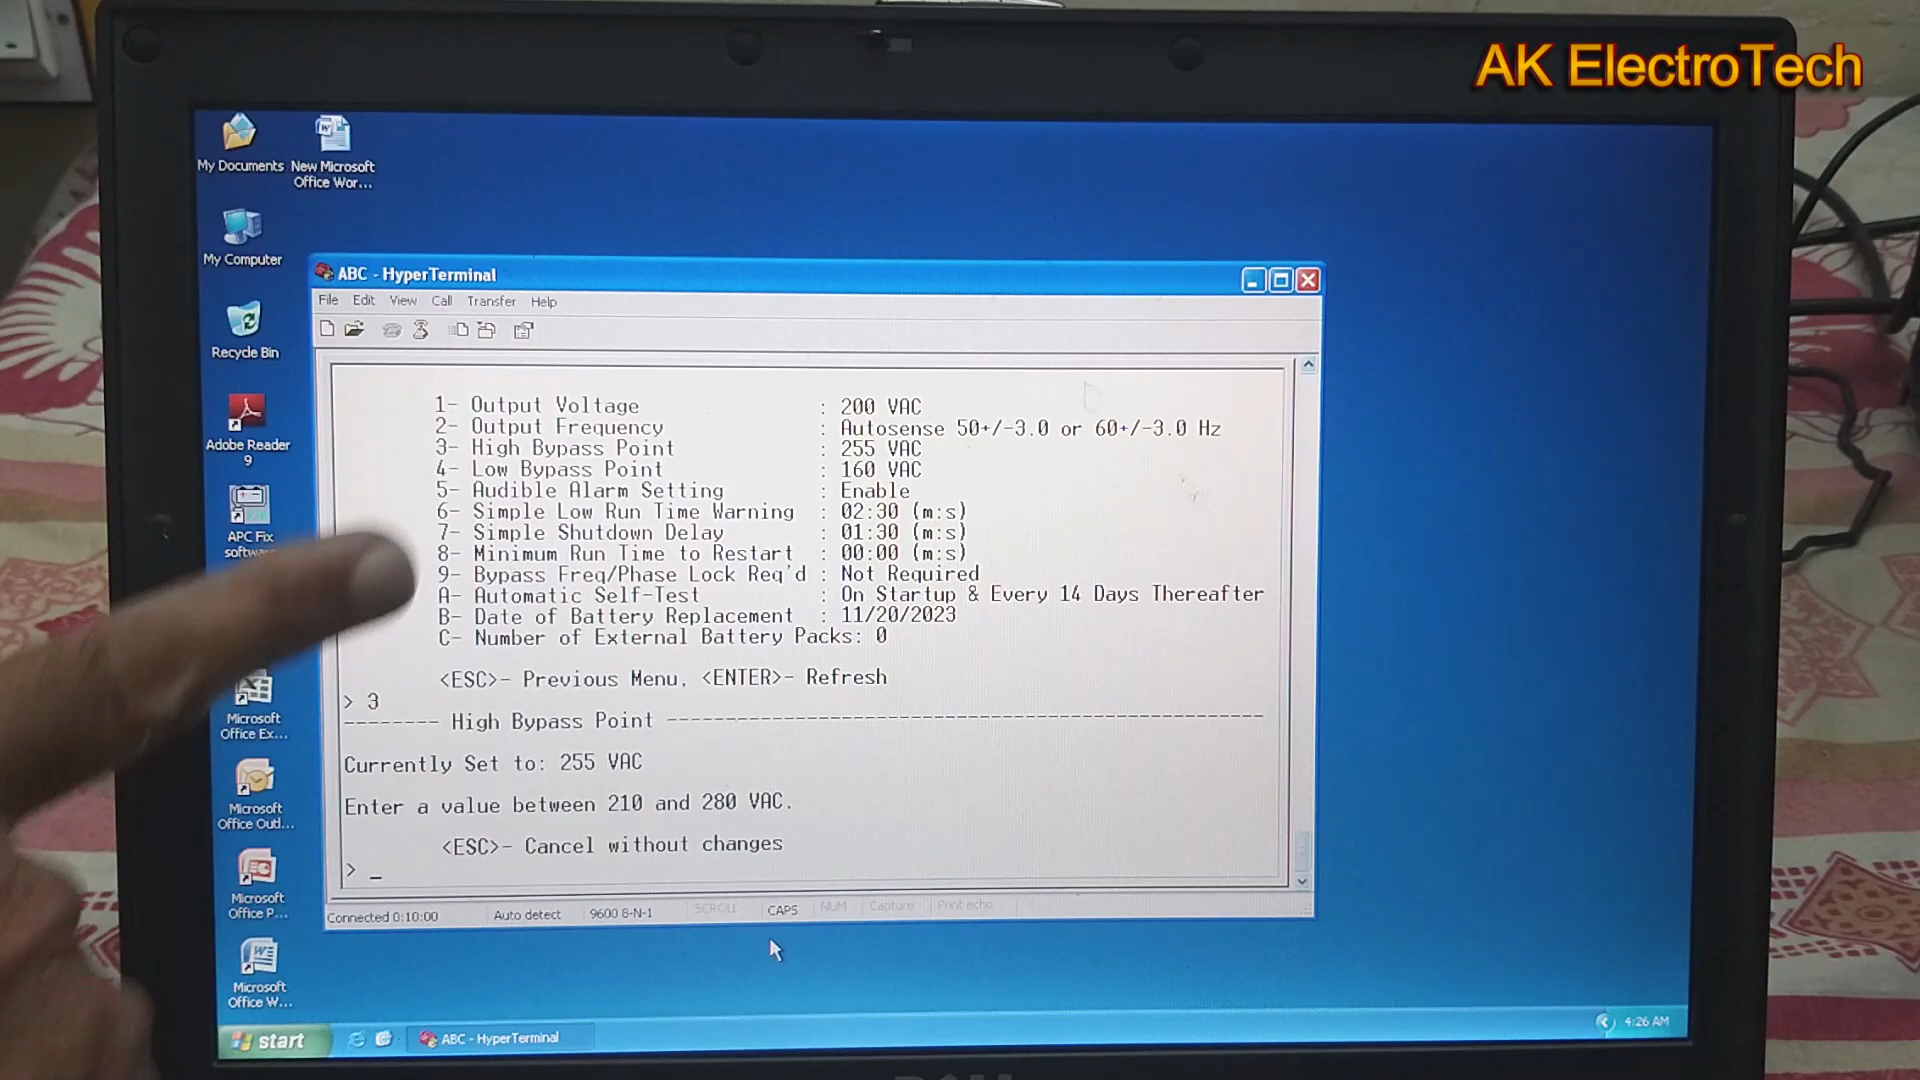 AK ElectroTech
My Documents
New Microsoft
Office Wor...
My Computer
Recycle Bin
Adobe Reader
9
APC Fix
softwa
Microsoft
Office Ex...
Microsoft
Office Outl...
Microsoft
Office P...
Microsoft
Office W...
ABC - HyperTerminal
File Edit View Call Transfer Help
1- Output Voltage : 200 VAC
2- Output Frequency : Autosense 50+/-3.0 or 60+/-3.0 Hz
3- High Bypass Point : 255 VAC
4- Low Bypass Point : 160 VAC
5- Audible Alarm Setting : Enable
6- Simple Low Run Time Warning : 02:30 (m:s)
7- Simple Shutdown Delay : 01:30 (m:s)
8- Minimum Run Time to Restart : 00:00 (m:s)
9- Bypass Freq/Phase Lock Req'd : Not Required
A- Automatic Self-Test : On Startup & Every 14 Days Thereafter
B- Date of Battery Replacement : 11/20/2023
C- Number of External Battery Packs: 0
<ESC>- Previous Menu, <ENTER>- Refresh
> 3
-------- High Bypass Point ---------------------------------------------------
Currently Set to: 255 VAC
Enter a value between 210 and 280 VAC.
<ESC>- Cancel without changes
> _
Connected 0:10:00 Auto detect 9600 8-N-1 SCROLL CAPS NUM Capture Print echo
start
ABC - HyperTerminal
4:26 AM